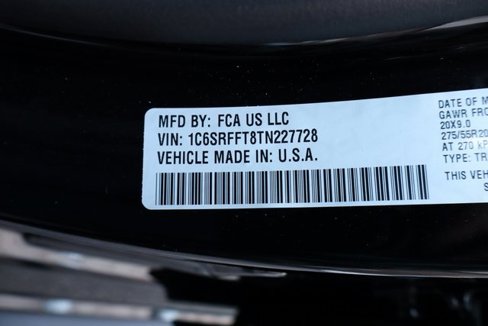 MFD BY: FCA US LLC
VIN: 1C6SRFFT8TN227728
VEHICLE MADE IN: U.S.A.
DATE OF M
GAWR FRO
20X9.0
275/55R20
AT 270 kP
TYPE: TR
THIS VEH